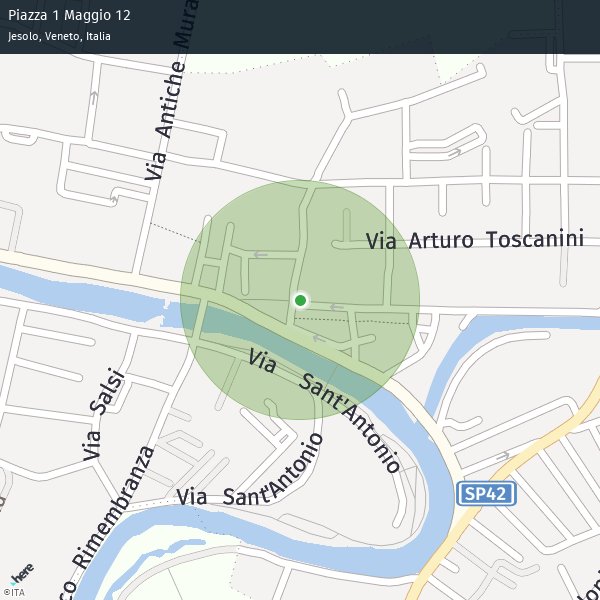 Piazza 1 Maggio 12
Jesolo, Veneto, Italia
Via Antiche Mura
Via Arturo Toscanini
Via Sant'Antonio
Via Salsi
Via Sant'Antonio
Rimembranza
SP42
here
©ITA